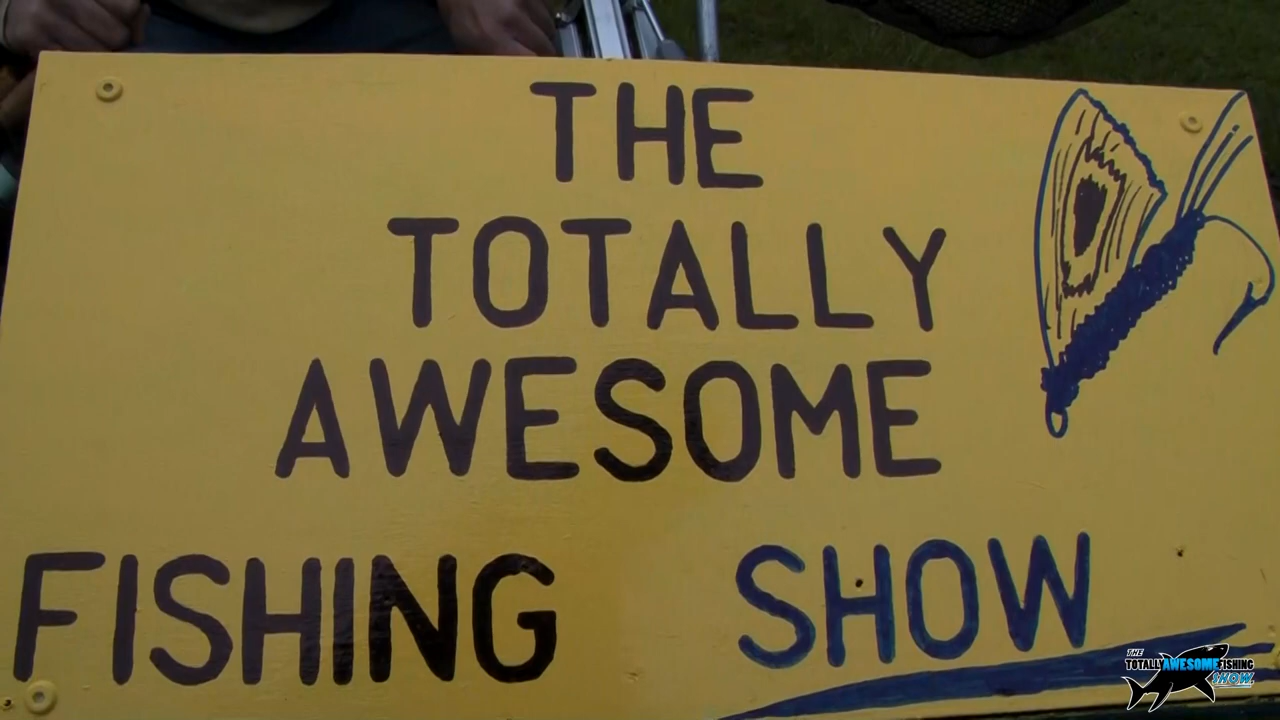 THE
TOTALLY
AWESOME
FISHING SHOW
THE
TOTALLY AWESOME FISHING
SHOW